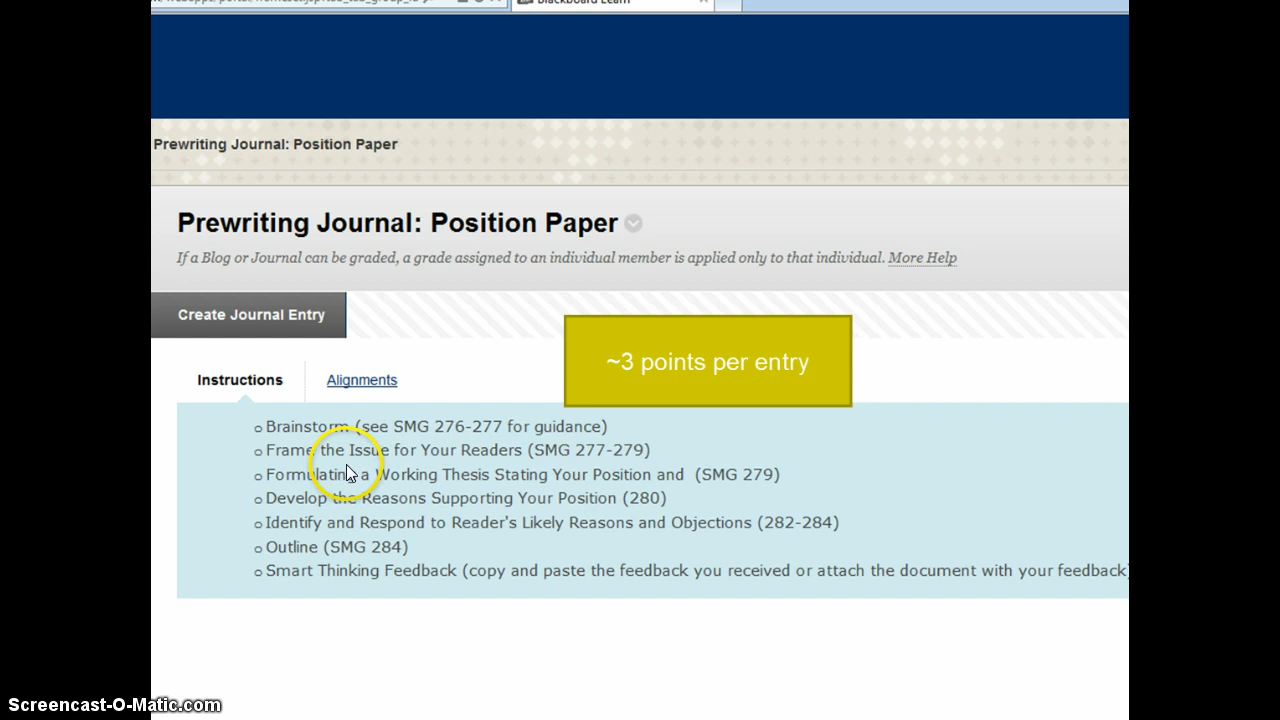 Blackboard Learn
Prewriting Journal: Position Paper
Prewriting Journal: Position Paper
If a Blog or Journal can be graded, a grade assigned to an individual member is applied only to that individual. More Help
Create Journal Entry
~3 points per entry
Instructions
Alignments
Brainstorm (see SMG 276-277 for guidance)
Frame the Issue for Your Readers (SMG 277-279)
Formulating a Working Thesis Stating Your Position and (SMG 279)
Develop the Reasons Supporting Your Position (280)
Identify and Respond to Reader's Likely Reasons and Objections (282-284)
Outline (SMG 284)
Smart Thinking Feedback (copy and paste the feedback you received or attach the document with your feedback)
Screencast-O-Matic.com